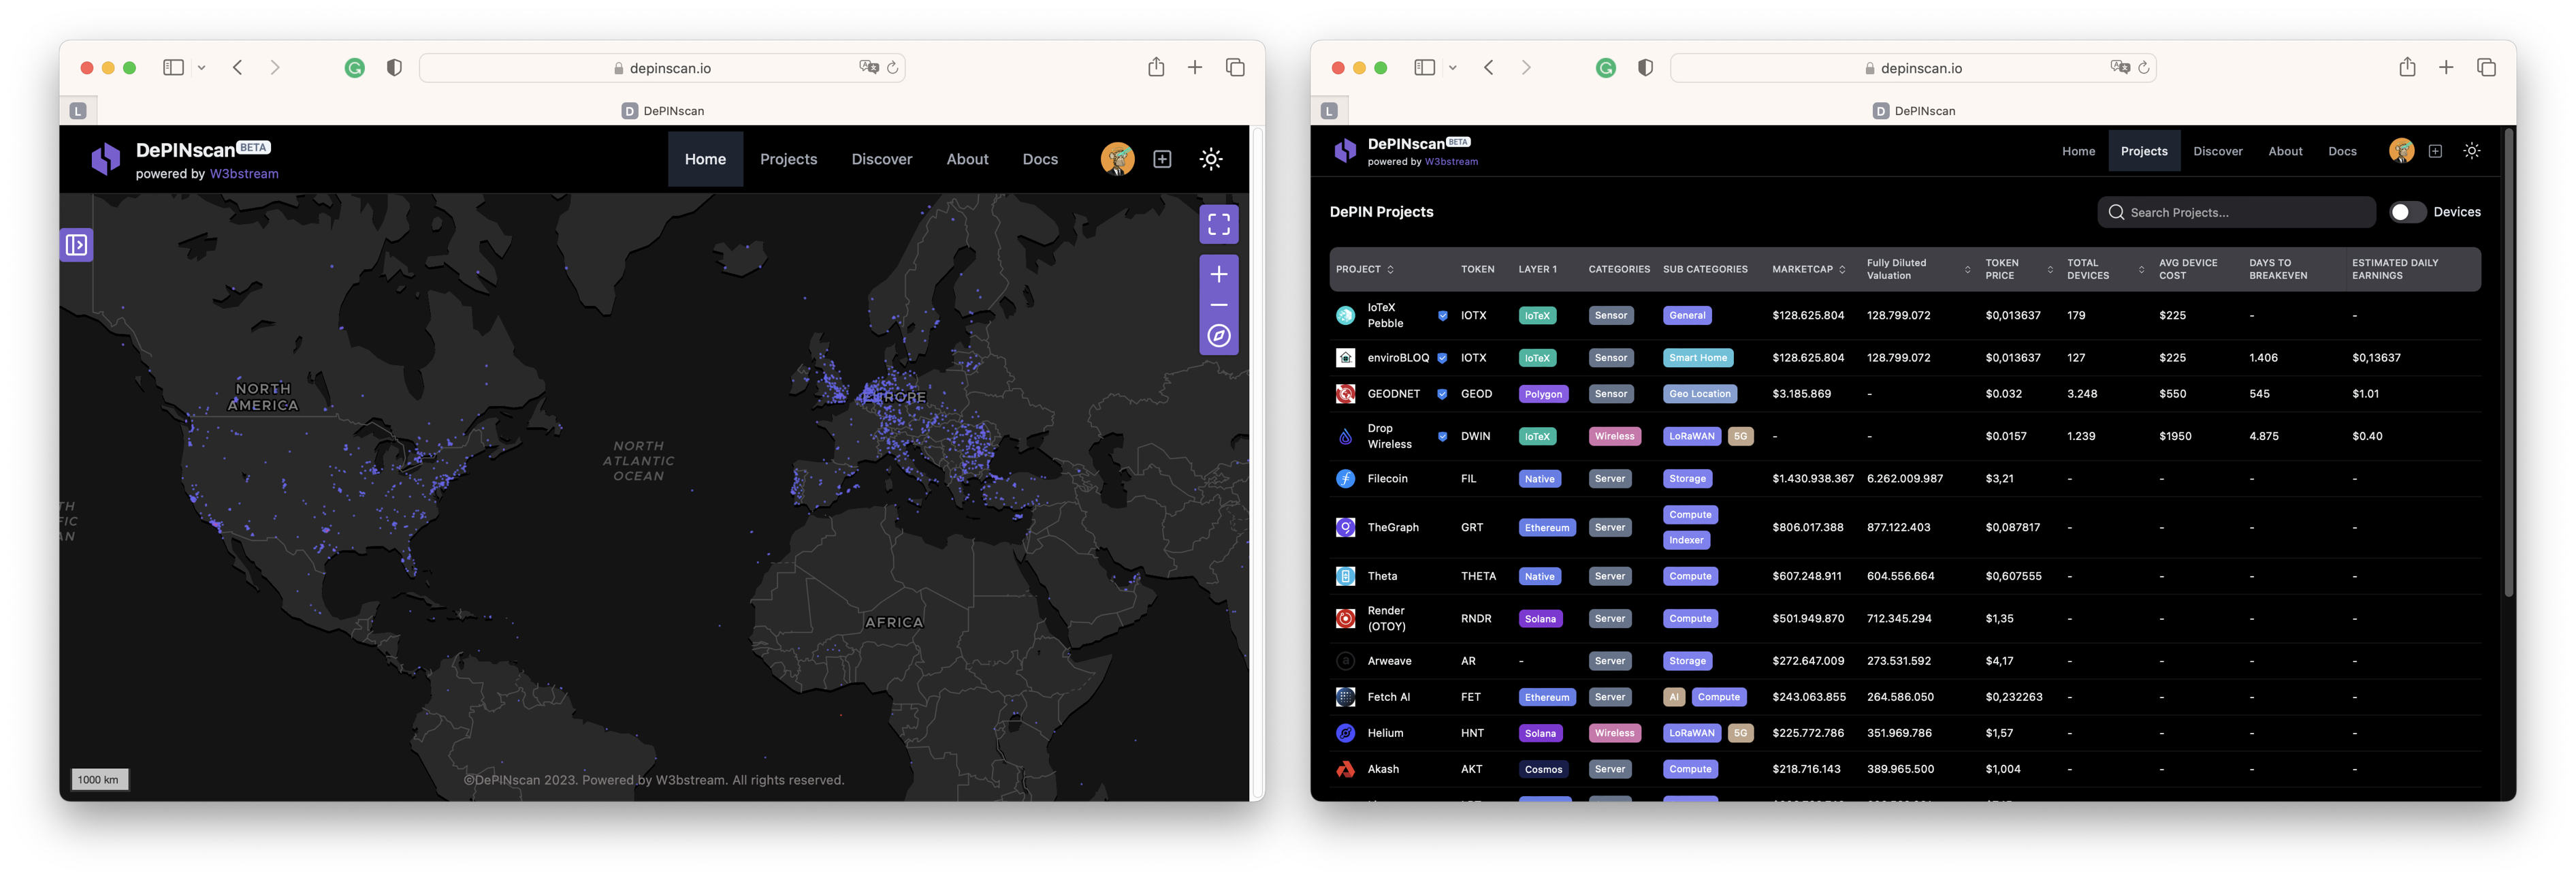 depinscan.io
L
D DePINscan
DePINscan BETA
powered by W3bstream
Home Projects Discover About Docs
NORTH
AMERICA
EUROPE
NORTH
ATLANTIC
OCEAN
AFRICA
1000 km
©DePINscan 2023. Powered by W3bstream. All rights reserved.
depinscan.io
L
D DePINscan
DePINscan BETA
powered by W3bstream
Home Projects Discover About Docs
DePIN Projects
Search Projects...
Devices
PROJECT TOKEN LAYER 1 CATEGORIES SUB CATEGORIES MARKETCAP Fully Diluted Valuation TOKEN PRICE TOTAL DEVICES AVG DEVICE COST DAYS TO BREAKEVEN ESTIMATED DAILY EARNINGS
IoTeX Pebble IOTX IoTeX Sensor General $128.625.804 128.799.072 $0,013637 179 $225 - -
enviroBLOQ IOTX IoTeX Sensor Smart Home $128.625.804 128.799.072 $0,013637 127 $225 1.406 $0,13637
GEODNET GEOD Polygon Sensor Geo Location $3.185.869 - $0.032 3.248 $550 545 $1.01
Drop Wireless DWIN IoTeX Wireless LoRaWAN 5G - - $0.0157 1.239 $1950 4.875 $0.40
Filecoin FIL Native Server Storage $1.430.938.367 6.262.009.987 $3,21 - - - -
TheGraph GRT Ethereum Server Compute Indexer $806.017.388 877.122.403 $0,087817 - - - -
Theta THETA Native Server Compute $607.248.911 604.556.664 $0,607555 - - - -
Render (OTOY) RNDR Solana Server Compute $501.949.870 712.345.294 $1,35 - - - -
Arweave AR - Server Storage $272.647.009 273.531.592 $4,17 - - - -
Fetch AI FET Ethereum Server AI Compute $243.063.855 264.586.050 $0,232263 - - - -
Helium HNT Solana Wireless LoRaWAN 5G $225.772.786 351.969.786 $1,57 - - - -
Akash AKT Cosmos Server Compute $218.716.143 389.965.500 $1,004 - - - -